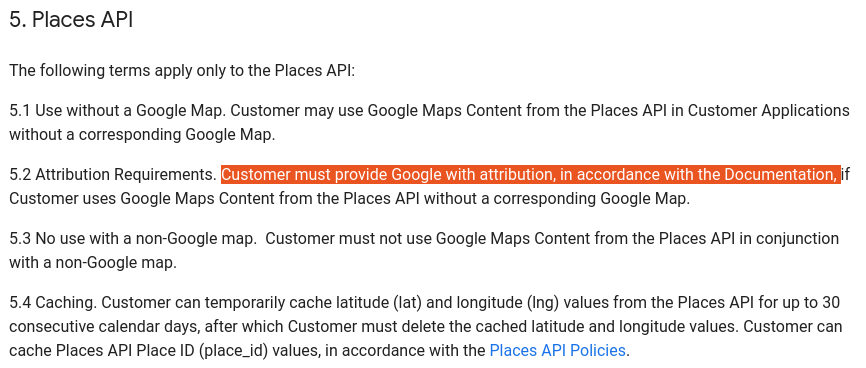 5. Places API
The following terms apply only to the Places API:
5.1 Use without a Google Map. Customer may use Google Maps Content from the Places API in Customer Applications
without a corresponding Google Map.
5.2 Attribution Requirements. Customer must provide Google with attribution, in accordance with the Documentation, if
Customer uses Google Maps Content from the Places API without a corresponding Google Map.
5.3 No use with a non-Google map.  Customer must not use Google Maps Content from the Places API in conjunction
with a non-Google map.
5.4 Caching. Customer can temporarily cache latitude (lat) and longitude (lng) values from the Places API for up to 30
consecutive calendar days, after which Customer must delete the cached latitude and longitude values. Customer can
cache Places API Place ID (place_id) values, in accordance with the Places API Policies.